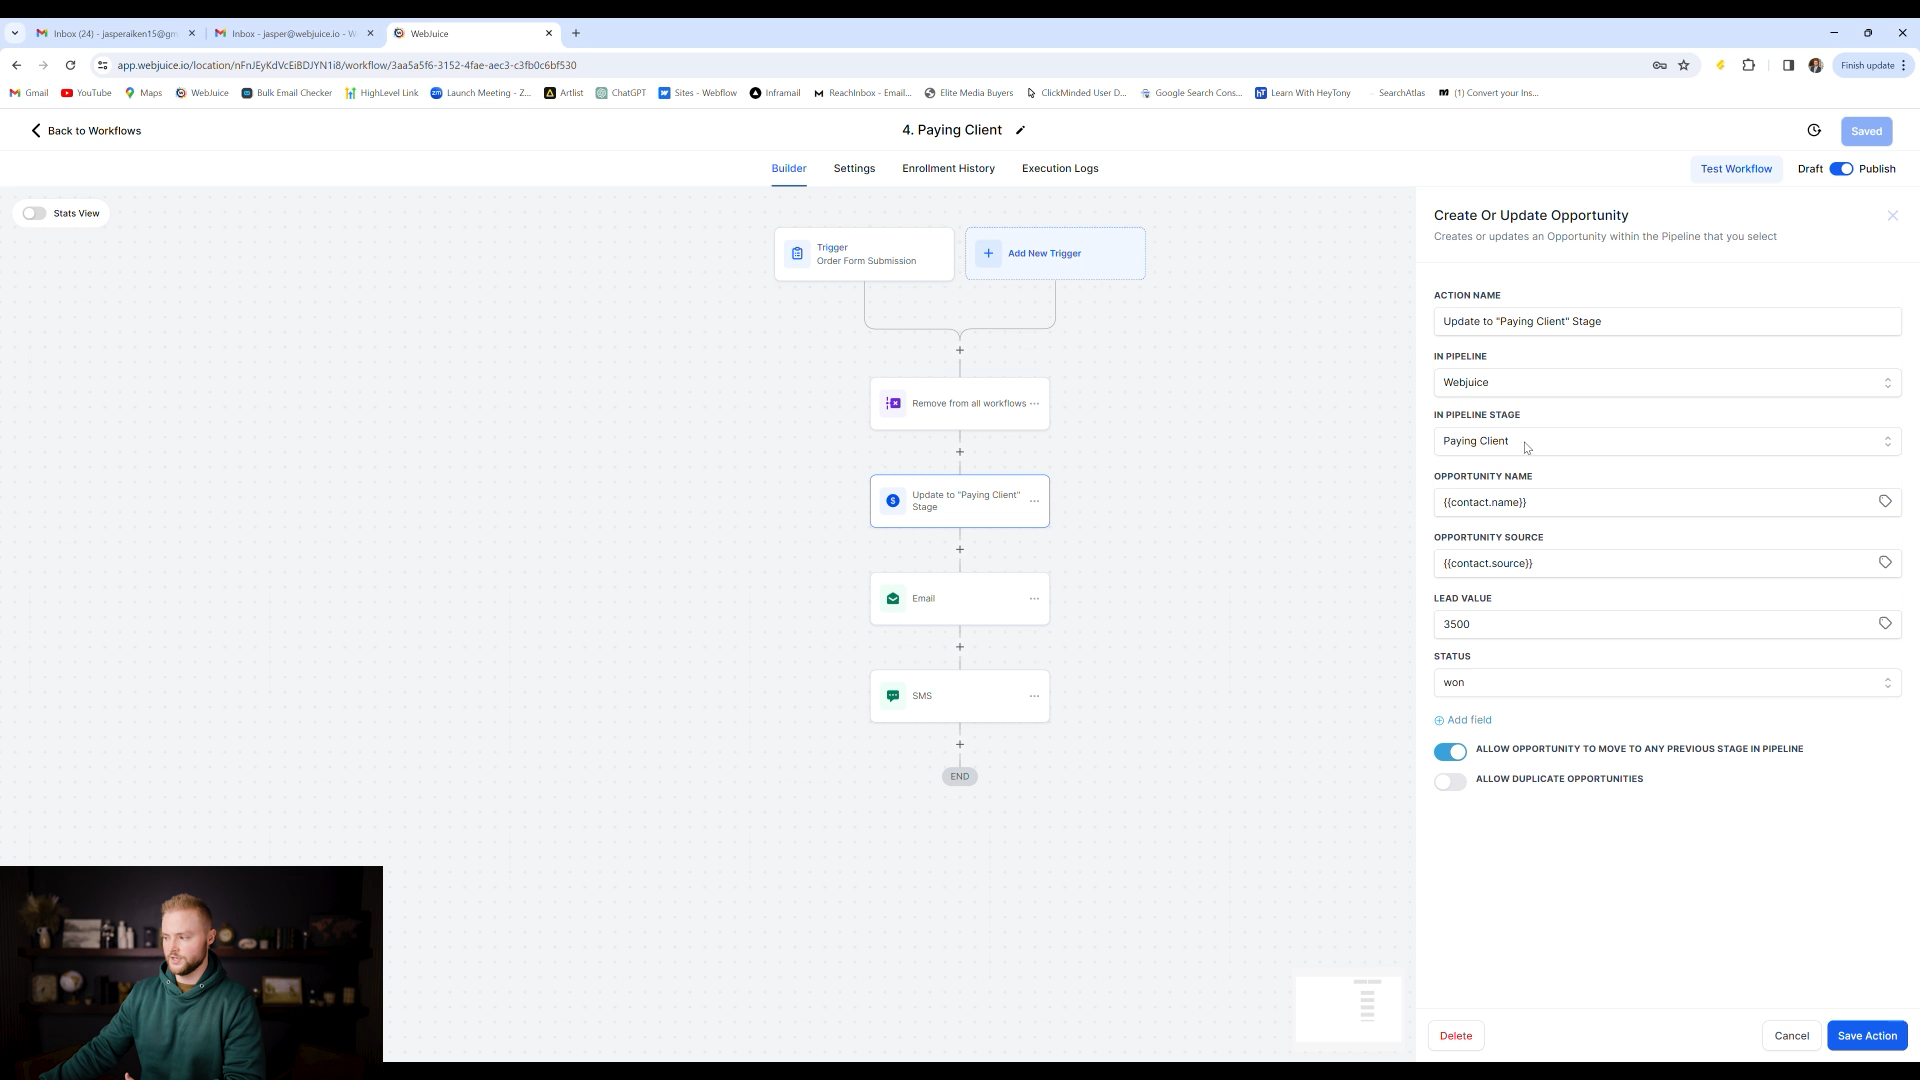 Inbox (24) - jasperaiken15@gm
Inbox - jasper@webjuice.io - W
WebJuice
app.webjuice.io/location/nFnJEyKdVcEiBDJYN1i8/workflow/3aa5a5f6-3152-4fae-aec3-c3fb0c6bf530
Finish update
Gmail
YouTube
Maps
WebJuice
Bulk Email Checker
HighLevel Link
Launch Meeting - Z...
Artlist
ChatGPT
Sites - Webflow
Inframail
ReachInbox - Email...
Elite Media Buyers
ClickMinded User D...
Google Search Cons...
Learn With HeyTony
SearchAtlas
(1) Convert your Ins...
Back to Workflows
4. Paying Client
Saved
Builder
Settings
Enrollment History
Execution Logs
Test Workflow
Draft
Publish
Stats View
Trigger
Order Form Submission
Add New Trigger
Remove from all workflows
Update to "Paying Client"
Stage
Email
SMS
END
Create Or Update Opportunity
Creates or updates an Opportunity within the Pipeline that you select
ACTION NAME
Update to "Paying Client" Stage
IN PIPELINE
Webjuice
IN PIPELINE STAGE
Paying Client
OPPORTUNITY NAME
{{contact.name}}
OPPORTUNITY SOURCE
{{contact.source}}
LEAD VALUE
3500
STATUS
won
Add field
ALLOW OPPORTUNITY TO MOVE TO ANY PREVIOUS STAGE IN PIPELINE
ALLOW DUPLICATE OPPORTUNITIES
Delete
Cancel
Save Action